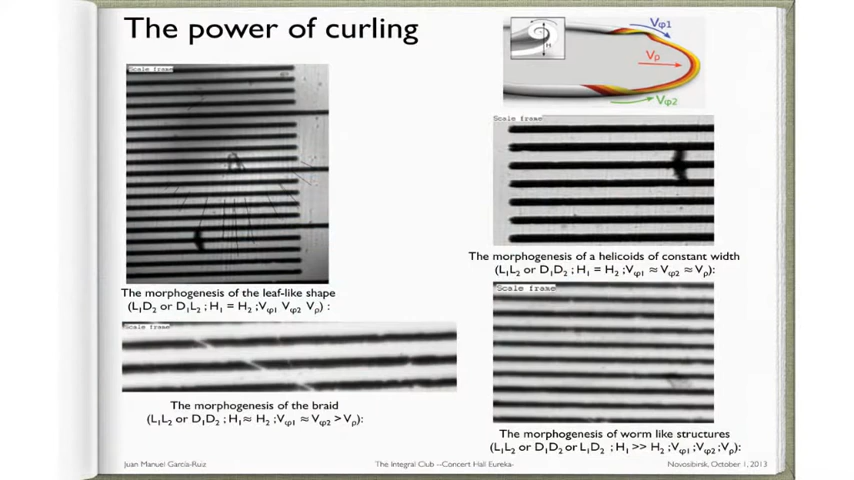 The power of curling
Vφ1
H
Vρ
Vφ2
Scale frame
Scale frame
The morphogenesis of a helicoids of constant width
(L₁L₂ or D₁D₂ ; H₁ = H₂ ;Vφ1 ≈ Vφ2 ≈ Vρ):
The morphogenesis of the leaf-like shape
(L₁D₂ or D₁L₂ ; H₁ = H₂ ;Vφ1 Vφ2 Vρ) :
Scale frame
Scale frame
The morphogenesis of the braid
(L₁L₂ or D₁D₂ ; H₁≈ H₂ ;Vφ1 ≈ Vφ2 > Vρ):
The morphogenesis of worm like structures
(L₁L₂ or D₁D₂ or L₁D₂ ; H₁ >> H₂ ;Vφ1;Vφ2 ;Vρ):
Juan Manuel García-Ruiz
The Integral Club --Concert Hall Eureka-
Novosibirsk, October 1, 2013